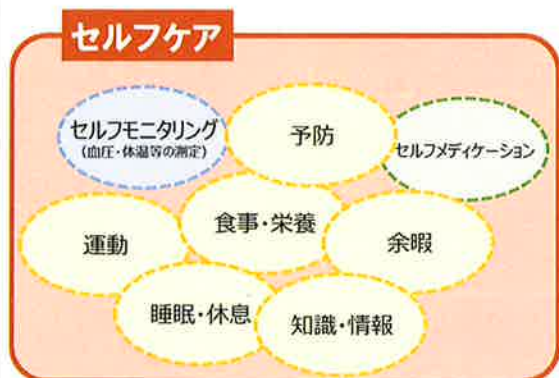 セルフケア
セルフモニタリング
(血圧・体温等の測定)
予防
セルフメディケーション
運動
食事・栄養
余暇
睡眠・休息
知識・情報